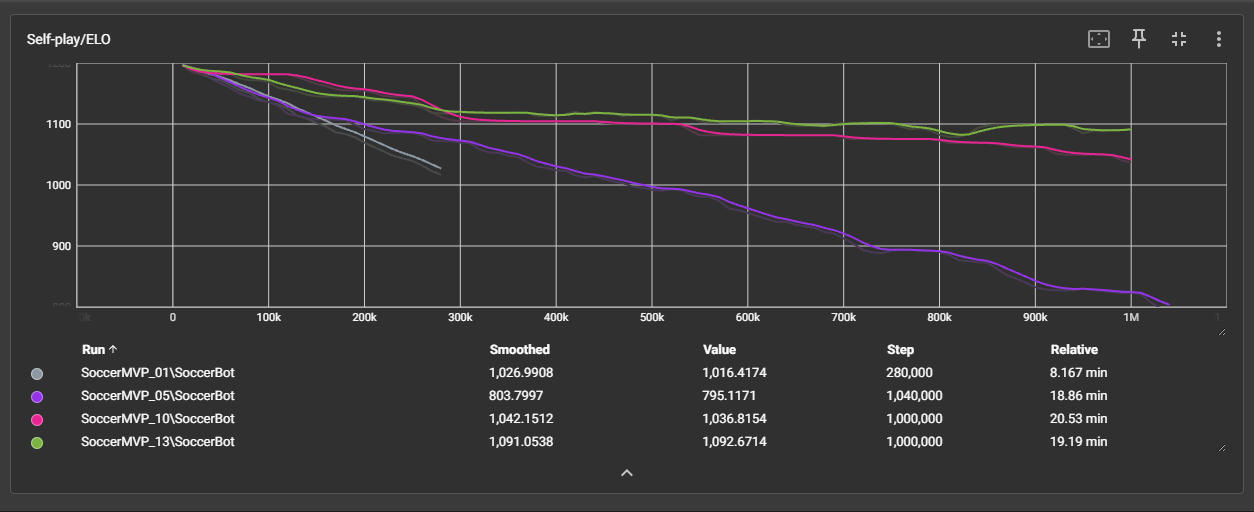 Self-play/ELO
1200
1100
1000
900
800
0 100k 200k 300k 400k 500k 600k 700k 800k 900k 1M
Run Smoothed Value Step Relative
SoccerMVP_01\SoccerBot 1,026.9908 1,016.4174 280,000 8.167 min
SoccerMVP_05\SoccerBot 803.7997 795.1171 1,040,000 18.86 min
SoccerMVP_10\SoccerBot 1,042.1512 1,036.8154 1,000,000 20.53 min
SoccerMVP_13\SoccerBot 1,091.0538 1,092.6714 1,000,000 19.19 min